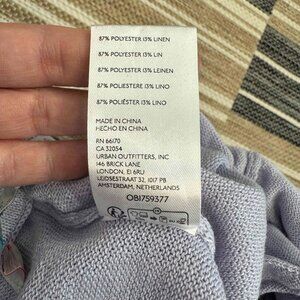 87% POLYESTER 13% LINEN
87% POLYESTER 13% LIN
87% POLYESTER 13% LEINEN
87% POLIESTERE 13% LINO
87% POLIÉSTER 13% LINO
MADE IN CHINA
HECHO EN CHINA
RN 66170
CA 32054
URBAN OUTFITTERS, INC
146 BRICK LANE
LONDON, E1 6RU
LEIDSESTRAAT 32, 1017 PB
AMSTERDAM, NETHERLANDS
OB1759377